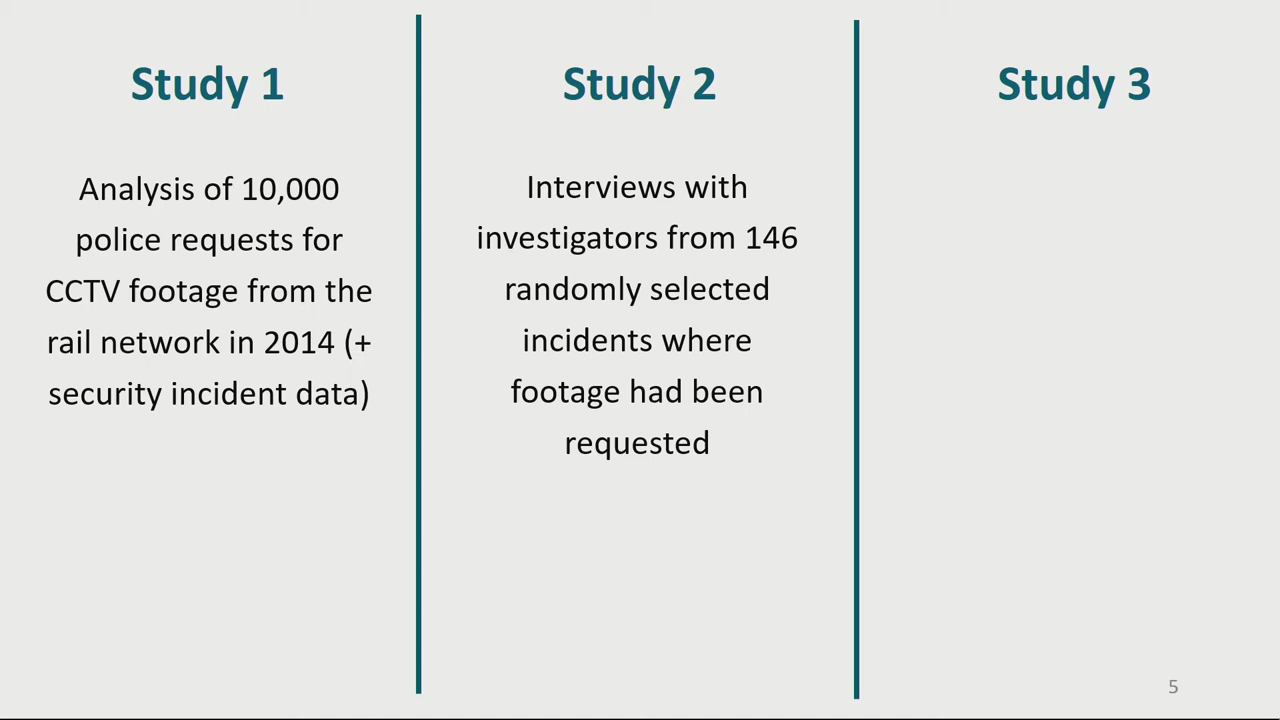 Study 1
Analysis of 10,000
police requests for
CCTV footage from the
rail network in 2014 (+
security incident data)
Study 2
Interviews with
investigators from 146
randomly selected
incidents where
footage had been
requested
Study 3
5